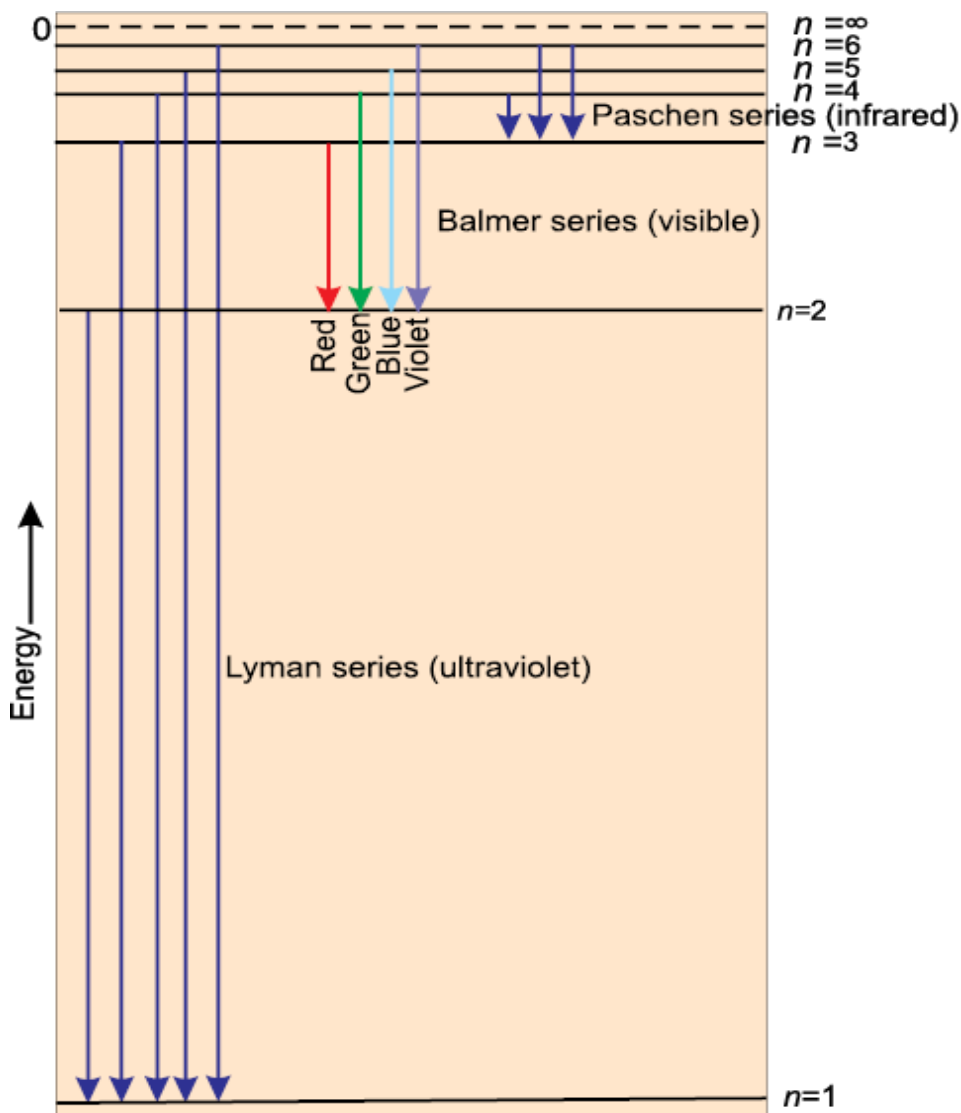 0
n =∞
n =6
n =5
n =4
Paschen series (infrared)
n =3
Balmer series (visible)
n=2
Red
Green
Blue
Violet
Energy
Lyman series (ultraviolet)
n=1